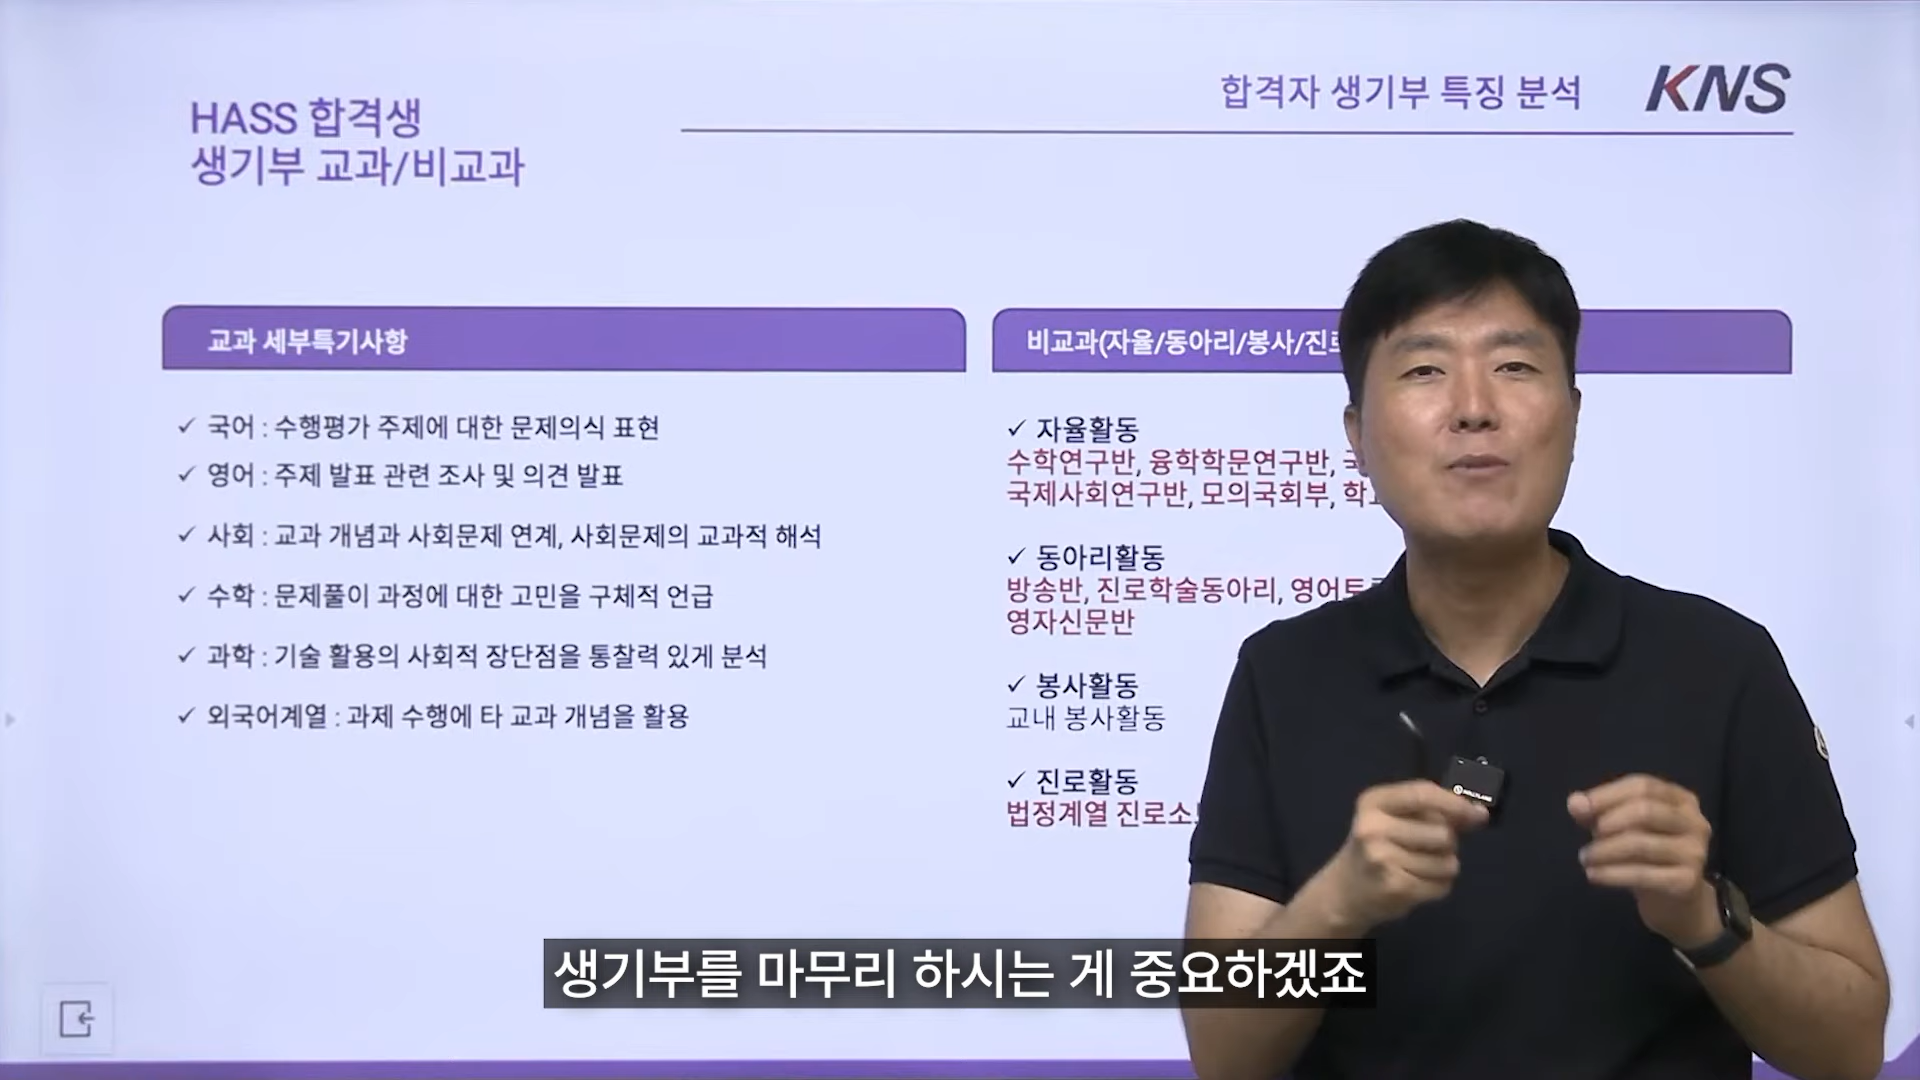 합격자 생기부 특징 분석
KNS
HASS 합격생
생기부 교과/비교과
교과 세부특기사항
✓ 국어 : 수행평가 주제에 대한 문제의식 표현
✓ 영어 : 주제 발표 관련 조사 및 의견 발표
✓ 사회 : 교과 개념과 사회문제 연계, 사회문제의 교과적 해석
✓ 수학 : 문제풀이 과정에 대한 고민을 구체적 언급
✓ 과학 : 기술 활용의 사회적 장단점을 통찰력 있게 분석
✓ 외국어계열 : 과제 수행에 타 교과 개념을 활용
비교과(자율/동아리/봉사/진로
✓ 자율활동
수학연구반, 융학학문연구반,
국제사회연구반, 모의국회부,
✓ 동아리활동
방송반, 진로학술동아리,
영자신문반
✓ 봉사활동
교내 봉사활동
✓ 진로활동
법정계열
생기부를 마무리 하시는 게 중요하겠죠